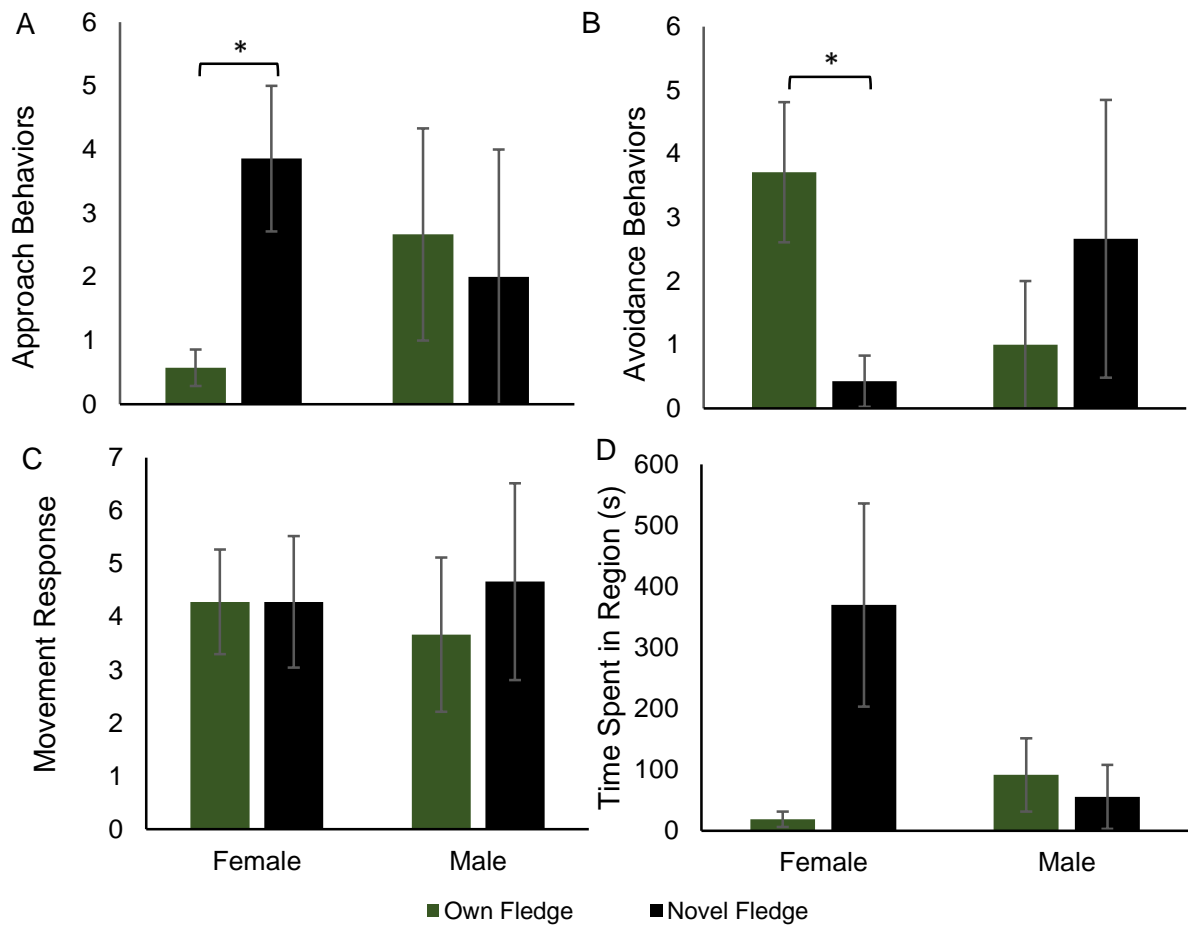 A
6
5
4
3
2
1
0
Approach Behaviors
*
B
6
5
4
3
2
1
0
Avoidance Behaviors
*
C
7
6
5
4
3
2
1
0
Movement Response
Female Male
D
600
500
400
300
200
100
0
Time Spent in Region (s)
Female Male
Own Fledge Novel Fledge